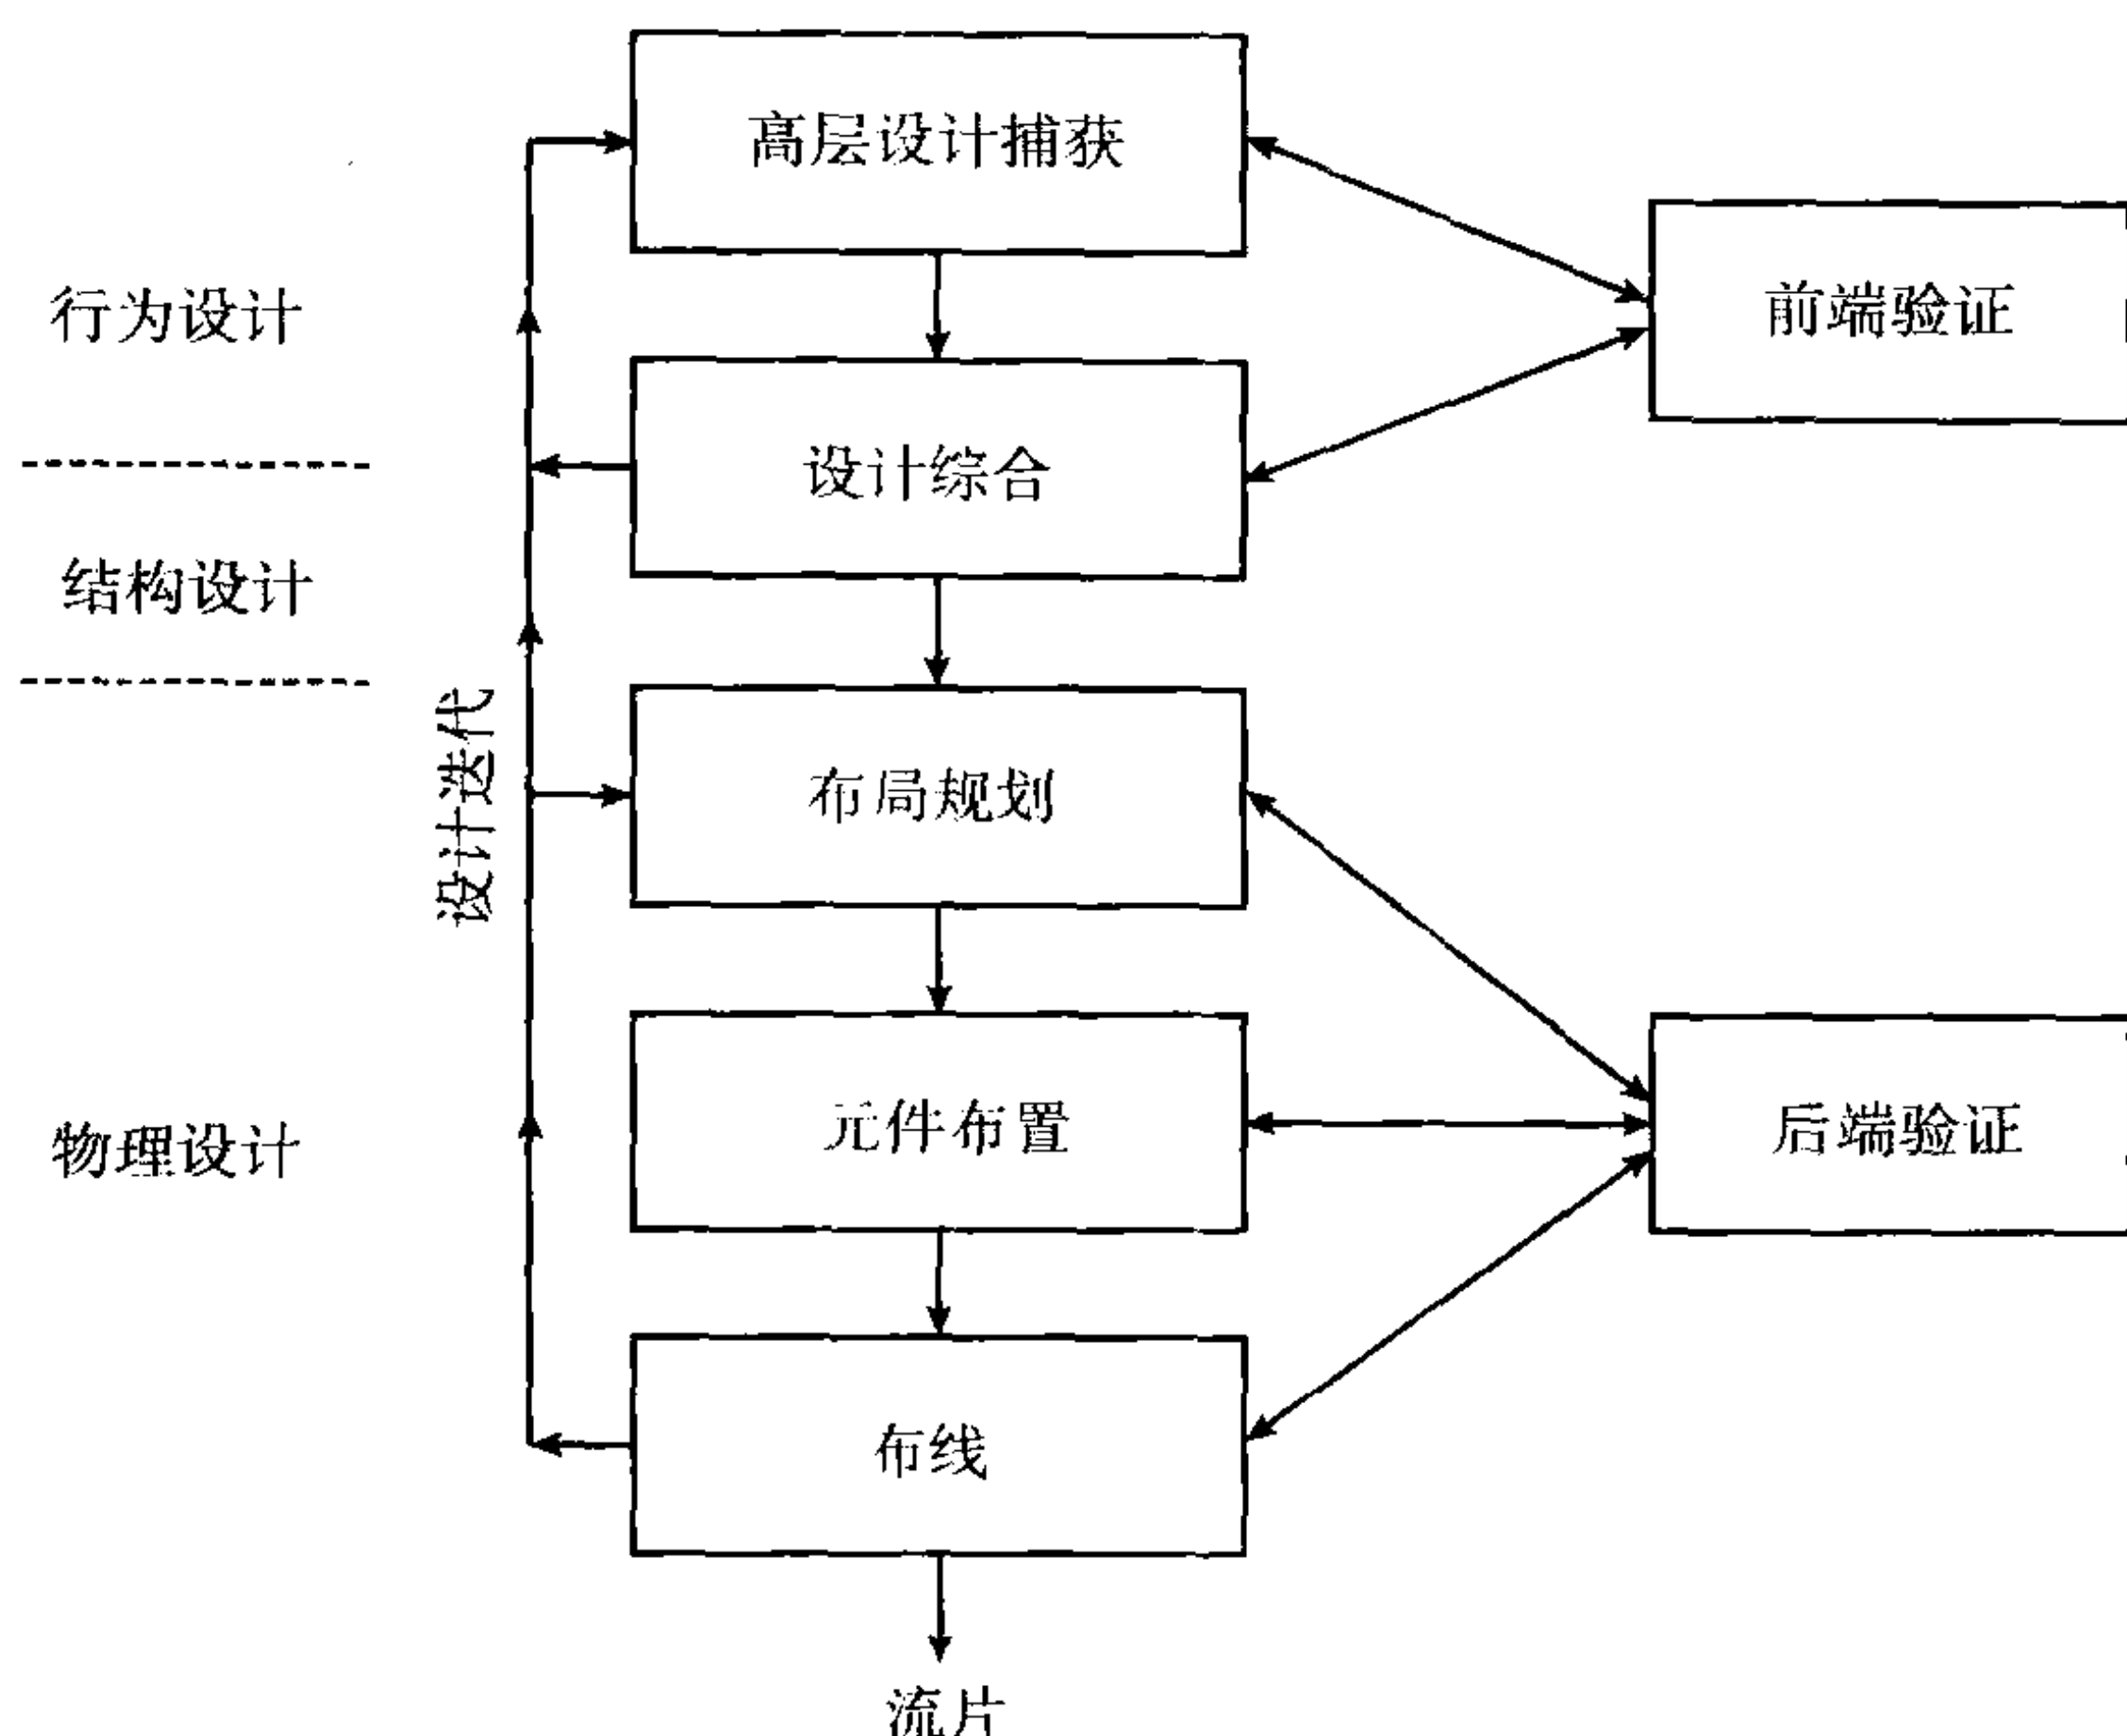 高层设计捕获
行为设计
前端验证
设计综合
结构设计
设计迭代
布局规划
元件布置
后端验证
物理设计
布线
流片